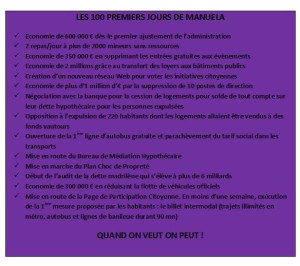 LES 100 PREMIERS JOURS DE MANUELA
✓ Economie de 600 000 € dès le premier ajustement de l'administration
✓ 2 repas/jour à plus de 2000 mineurs sans ressources
✓ Economie de 350 000 € en supprimant les entrées gratuites aux événements
✓ Economie de 2 millions grâce au transfert des loyers aux bâtiments publics
✓ Création d'un nouveau réseau Web pour voter les initiatives citoyennes
✓ Economie de plus d'1 million d'€ par la suppression de 10 postes de direction
✓ Négociation avec la banque pour la cession de logements pour solde de tout compte sur
leur dette hypothécaire pour les personnes expulsées
✓ Opposition à l'expulsion de 220 habitants dont les logements allaient être vendus à des
fonds vautours
✓ Ouverture de la 1ère ligne d'autobus gratuite et parachèvement du tarif social dans les
transports
✓ Mise en route du Bureau de Médiation Hypothécaire
✓ Mise en marche du Plan Choc de Propreté
✓ Début de l'audit de la dette madrilène qui s'élève à plus de 6 milliards
✓ Economie de 500 000 € en réduisant la flotte de véhicules officiels
✓ Mise en route de la Page de Participation Citoyenne. En moins d'une semaine, exécution
de la 1ère mesure proposée par les habitants : le billet intermodal (trajets illimités en
métro, autobus et lignes de banlieue durant 90 mn)
QUAND ON VEUT ON PEUT !